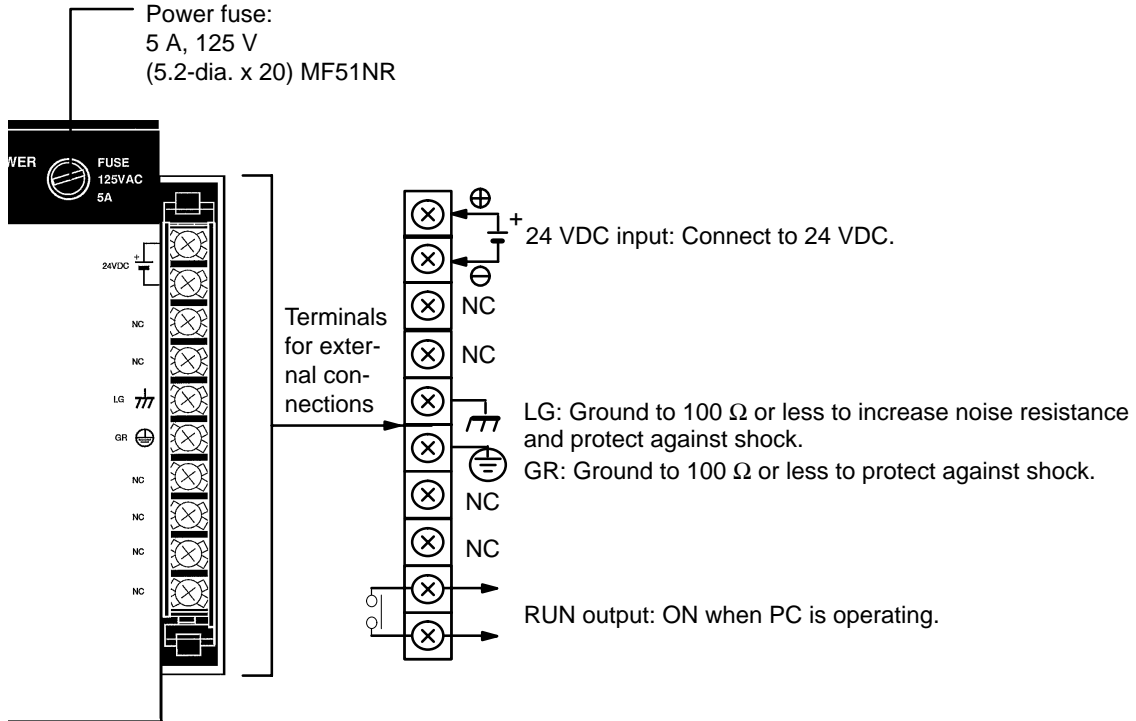 Power fuse:
5 A, 125 V
(5.2-dia. x 20) MF51NR
WER
FUSE
125VAC
5A
+
24VDC
NC
NC
LG
GR
NC
NC
NC
NC
Terminals
for exter-
nal con-
nections
+
24 VDC input: Connect to 24 VDC.
NC
NC
LG: Ground to 100 Ω or less to increase noise resistance
and protect against shock.
GR: Ground to 100 Ω or less to protect against shock.
NC
NC
RUN output: ON when PC is operating.